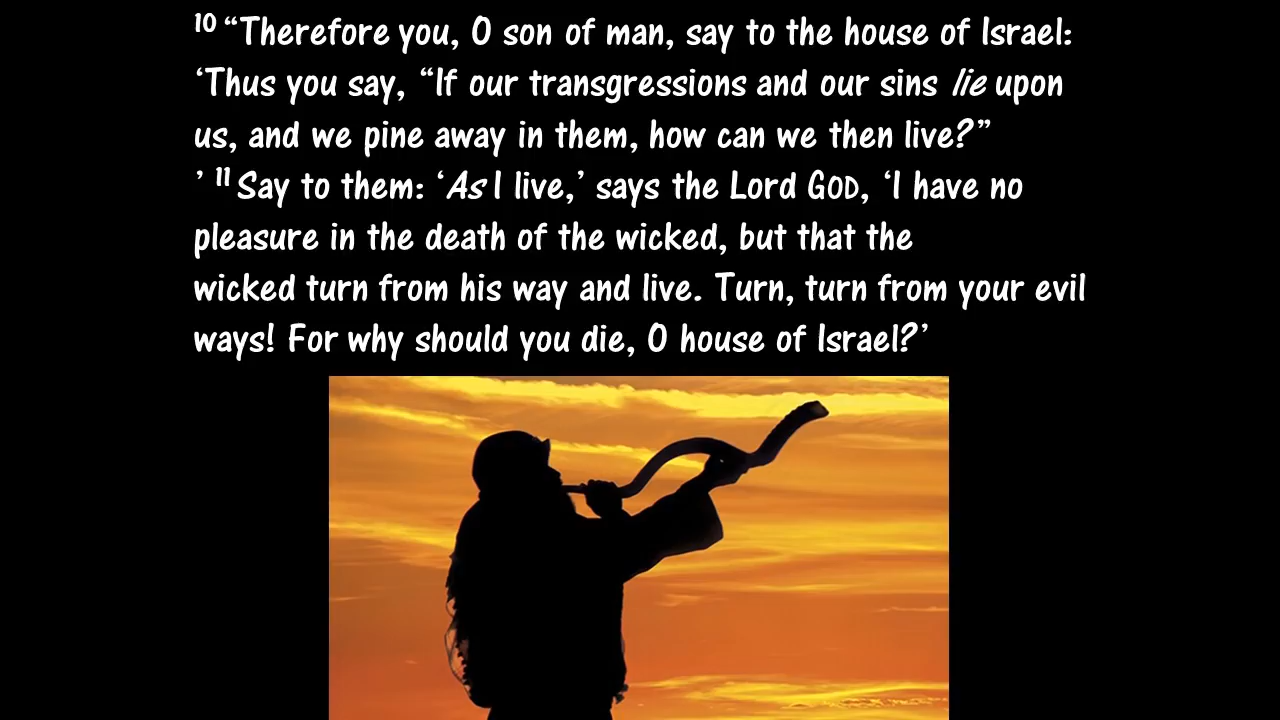 10 “Therefore you, O son of man, say to the house of Israel:
‘Thus you say, “If our transgressions and our sins lie upon
us, and we pine away in them, how can we then live?”
’ 11 Say to them: ‘As I live,’ says the Lord GOD, ‘I have no
pleasure in the death of the wicked, but that the
wicked turn from his way and live. Turn, turn from your evil
ways! For why should you die, O house of Israel?’